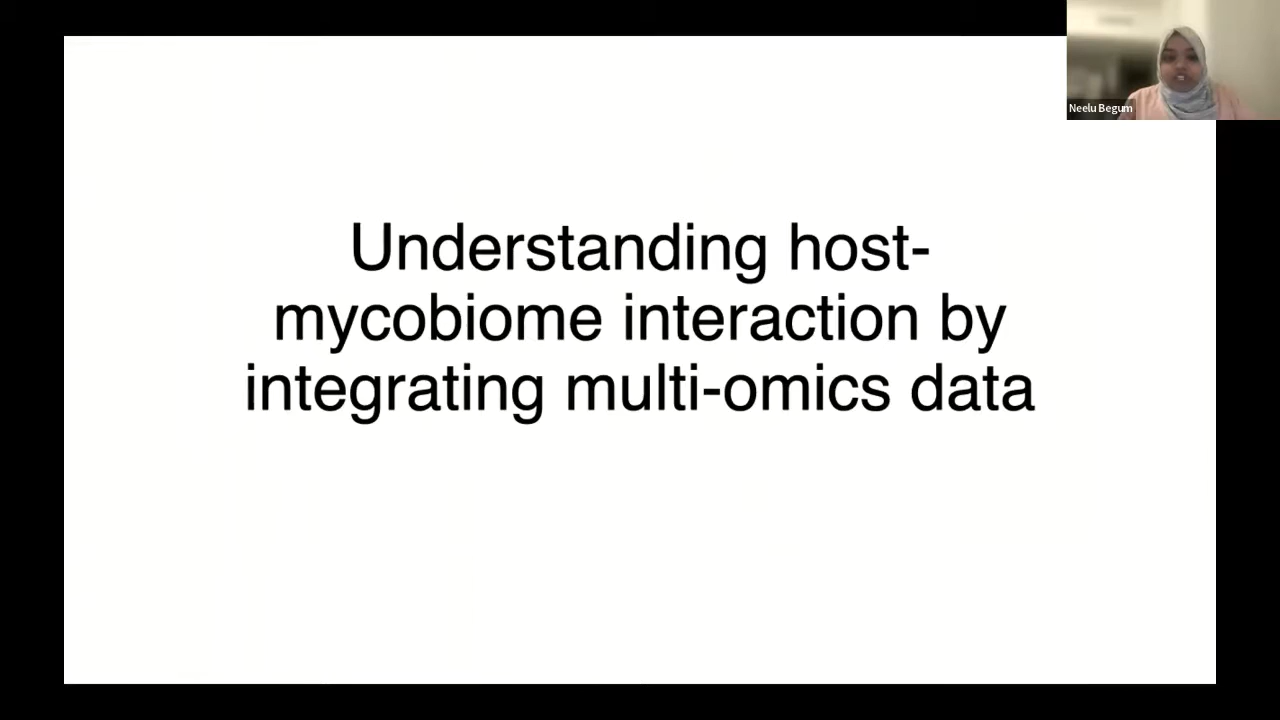 Neelu Begum
Understanding host-
mycobiome interaction by
integrating multi-omics data